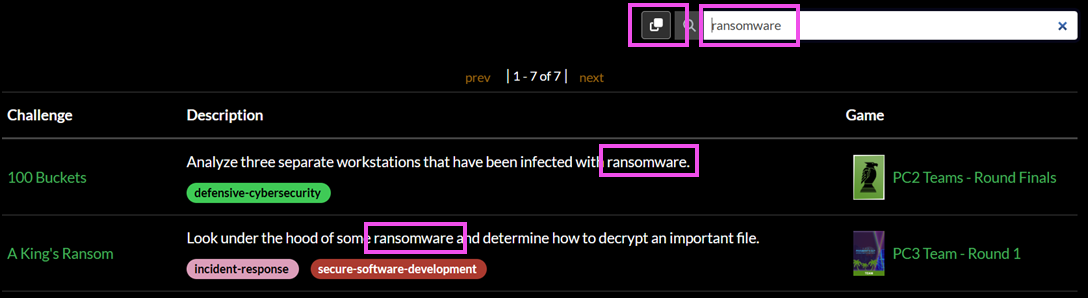 ransomware
prev | 1 - 7 of 7 | next
Challenge Description Game
Analyze three separate workstations that have been infected with ransomware.
100 Buckets PC2 Teams - Round Finals
defensive-cybersecurity
Look under the hood of some ransomware and determine how to decrypt an important file.
A King's Ransom PC3 Team - Round 1
incident-response secure-software-development